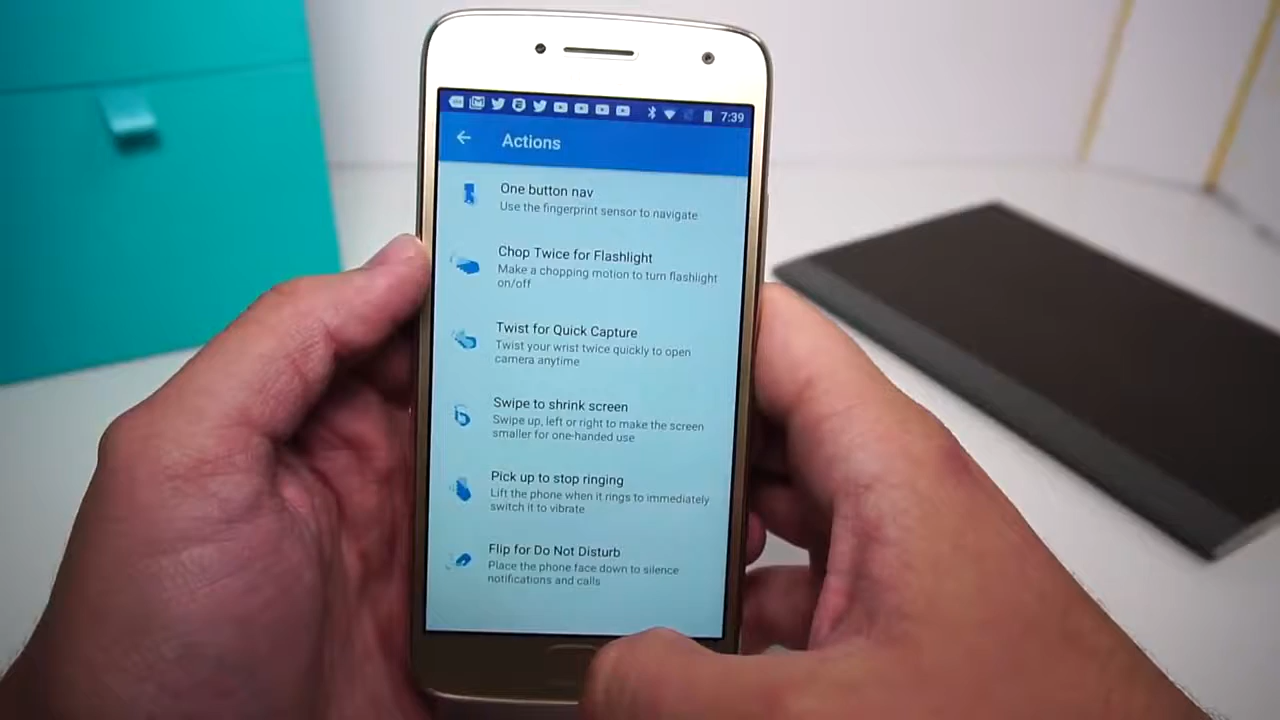 7:39
Actions
One button nav
Use the fingerprint sensor to navigate
Chop Twice for Flashlight
Make a chopping motion to turn flashlight
on/off
Twist for Quick Capture
Twist your wrist twice quickly to open
camera anytime
Swipe to shrink screen
Swipe up, left or right to make the screen
smaller for one-handed use
Pick up to stop ringing
Lift the phone when it rings to immediately
switch it to vibrate
Flip for Do Not Disturb
Place the phone face down to silence
notifications and calls